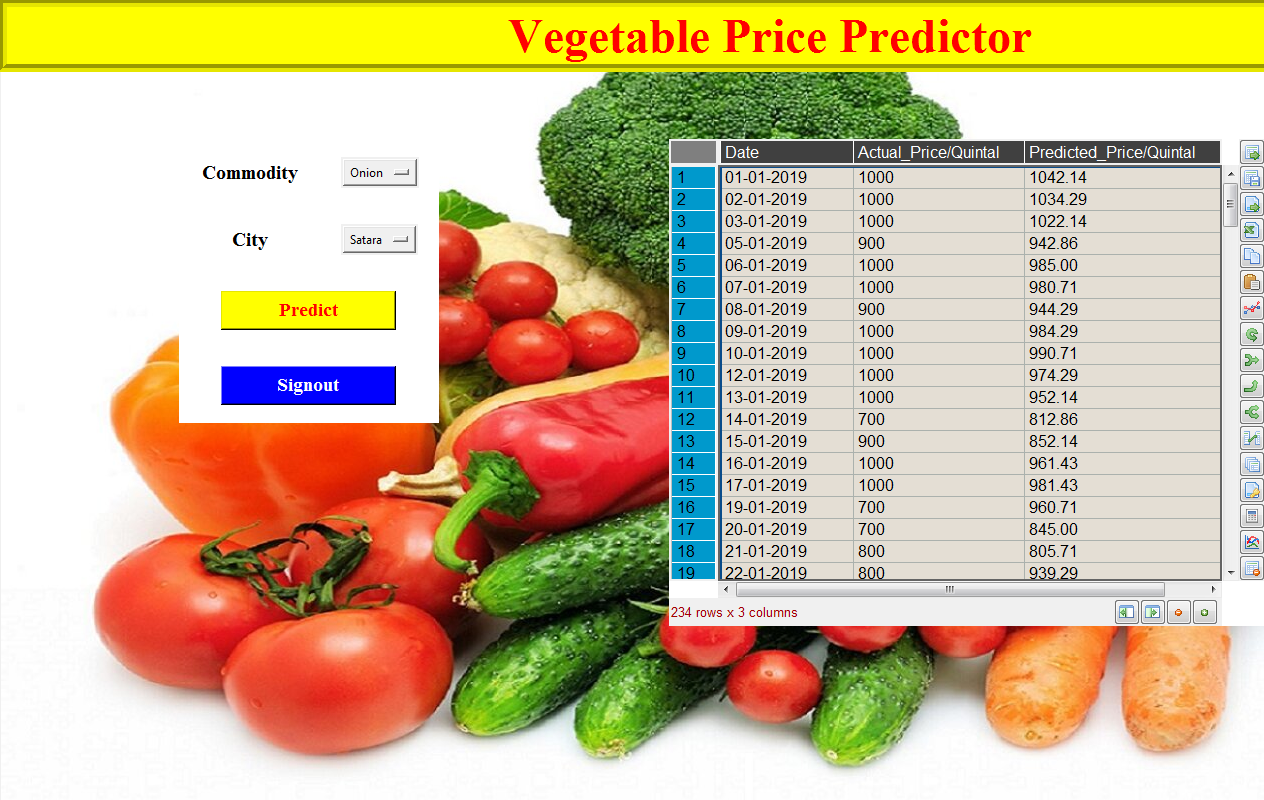 Vegetable Price Predictor
Commodity Onion
City Satara
Predict
Signout
Date Actual_Price/Quintal Predicted_Price/Quintal
1 01-01-2019 1000 1042.14
2 02-01-2019 1000 1034.29
3 03-01-2019 1000 1022.14
4 05-01-2019 900 942.86
5 06-01-2019 1000 985.00
6 07-01-2019 1000 980.71
7 08-01-2019 900 944.29
8 09-01-2019 1000 984.29
9 10-01-2019 1000 990.71
10 12-01-2019 1000 974.29
11 13-01-2019 1000 952.14
12 14-01-2019 700 812.86
13 15-01-2019 900 852.14
14 16-01-2019 1000 961.43
15 17-01-2019 1000 981.43
16 19-01-2019 700 960.71
17 20-01-2019 700 845.00
18 21-01-2019 800 805.71
19 22-01-2019 800 939.29
234 rows x 3 columns